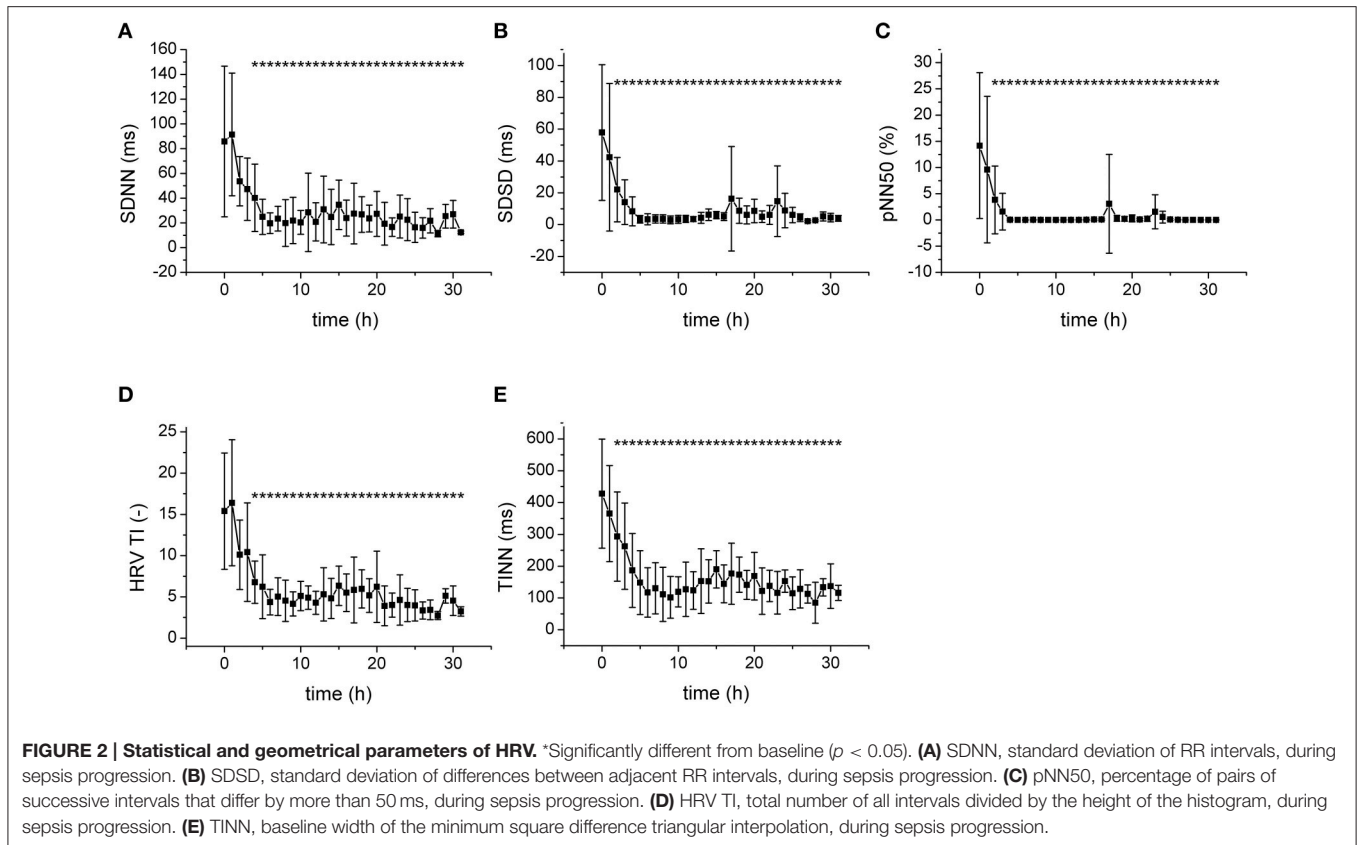 A
160
140
120
100
80
60
40
20
0
-20
SDNN (ms)
****************************
0 10 20 30
time (h)
B
100
80
60
40
20
0
-20
SDSD (ms)
******************************
0 10 20 30
time (h)
C
30
25
20
15
10
5
0
-5
-10
pNN50 (%)
******************************
0 10 20 30
time (h)
D
25
20
15
10
5
0
HRV TI (-)
****************************
0 10 20 30
time (h)
E
600
500
400
300
200
100
0
TINN (ms)
******************************
0 10 20 30
time (h)
FIGURE 2 | Statistical and geometrical parameters of HRV. *Significantly different from baseline (p < 0.05). (A) SDNN, standard deviation of RR intervals, during
sepsis progression. (B) SDSD, standard deviation of differences between adjacent RR intervals, during sepsis progression. (C) pNN50, percentage of pairs of
successive intervals that differ by more than 50 ms, during sepsis progression. (D) HRV TI, total number of all intervals divided by the height of the histogram, during
sepsis progression. (E) TINN, baseline width of the minimum square difference triangular interpolation, during sepsis progression.